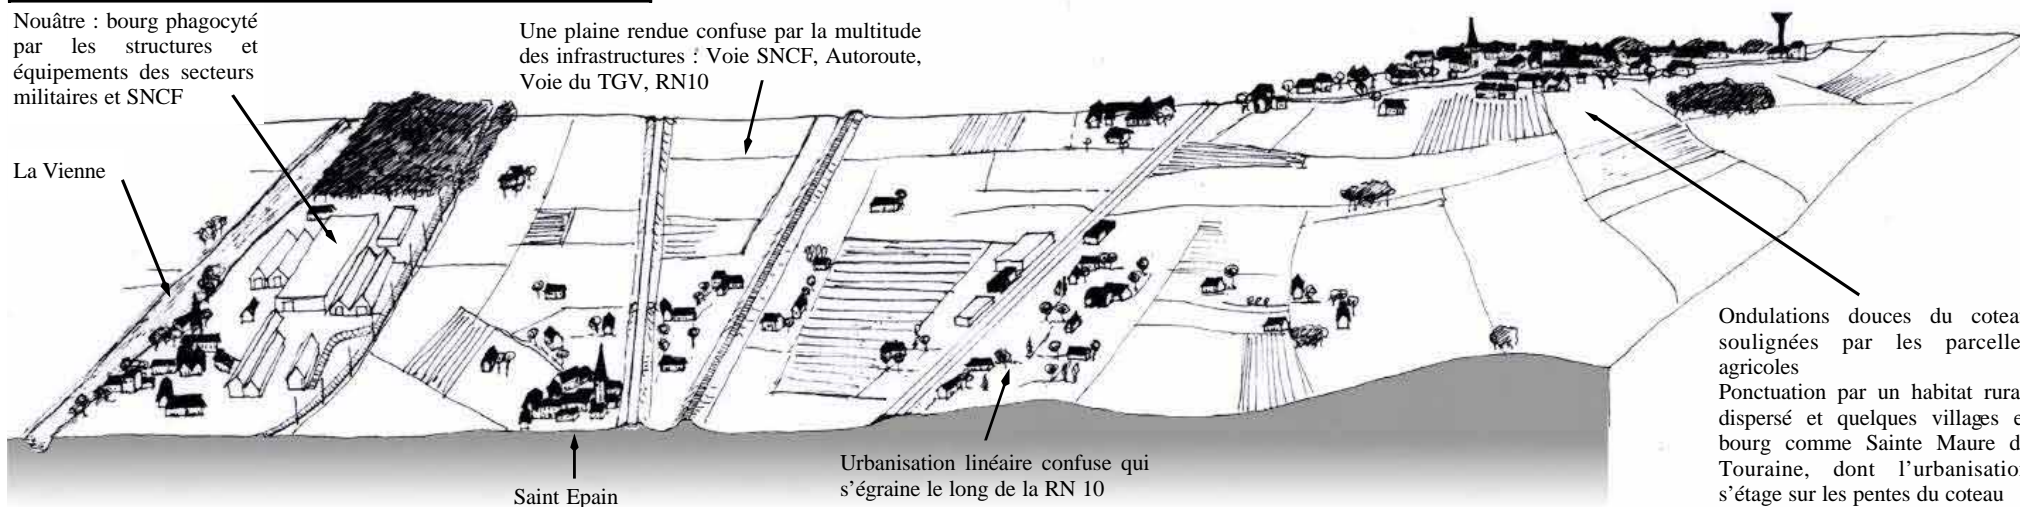 Nouâtre : bourg phagocyté
par les structures et
équipements des secteurs
militaires et SNCF
Une plaine rendue confuse par la multitude
des infrastructures : Voie SNCF, Autoroute,
Voie du TGV, RN10
La Vienne
Saint Epain
Urbanisation linéaire confuse qui
s’égraine le long de la RN 10
Ondulations douces du coteau
soulignées par les parcelle
agricoles
Ponctuation par un habitat rura
dispersé et quelques villages e
bourg comme Sainte Maure d
Touraine, dont l’urbanisation
s’étage sur les pentes du coteau